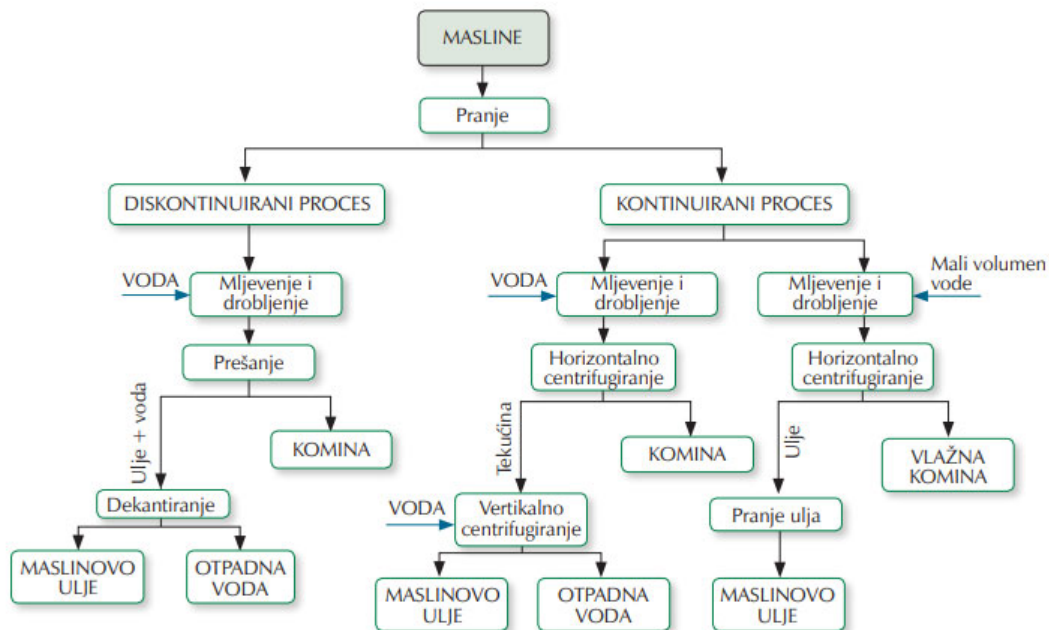 MASLINE
Pranje
DISKONTINUIRANI PROCES
KONTINUIRANI PROCES
VODA
Mljevenje i
drobljenje
VODA
Mljevenje i
drobljenje
Mljevenje i
drobljenje
Mali volumen
vode
Prešanje
Horizontalno
centrifugiranje
Horizontalno
centrifugiranje
Ulje + voda
KOMINA
Tekućina
KOMINA
Ulje
VLAŽNA
KOMINA
Dekantiranje
VODA
Vertikalno
centrifugiranje
Pranje ulja
MASLINOVO
ULJE
OTPADNA
VODA
MASLINOVO
ULJE
OTPADNA
VODA
MASLINOVO
ULJE